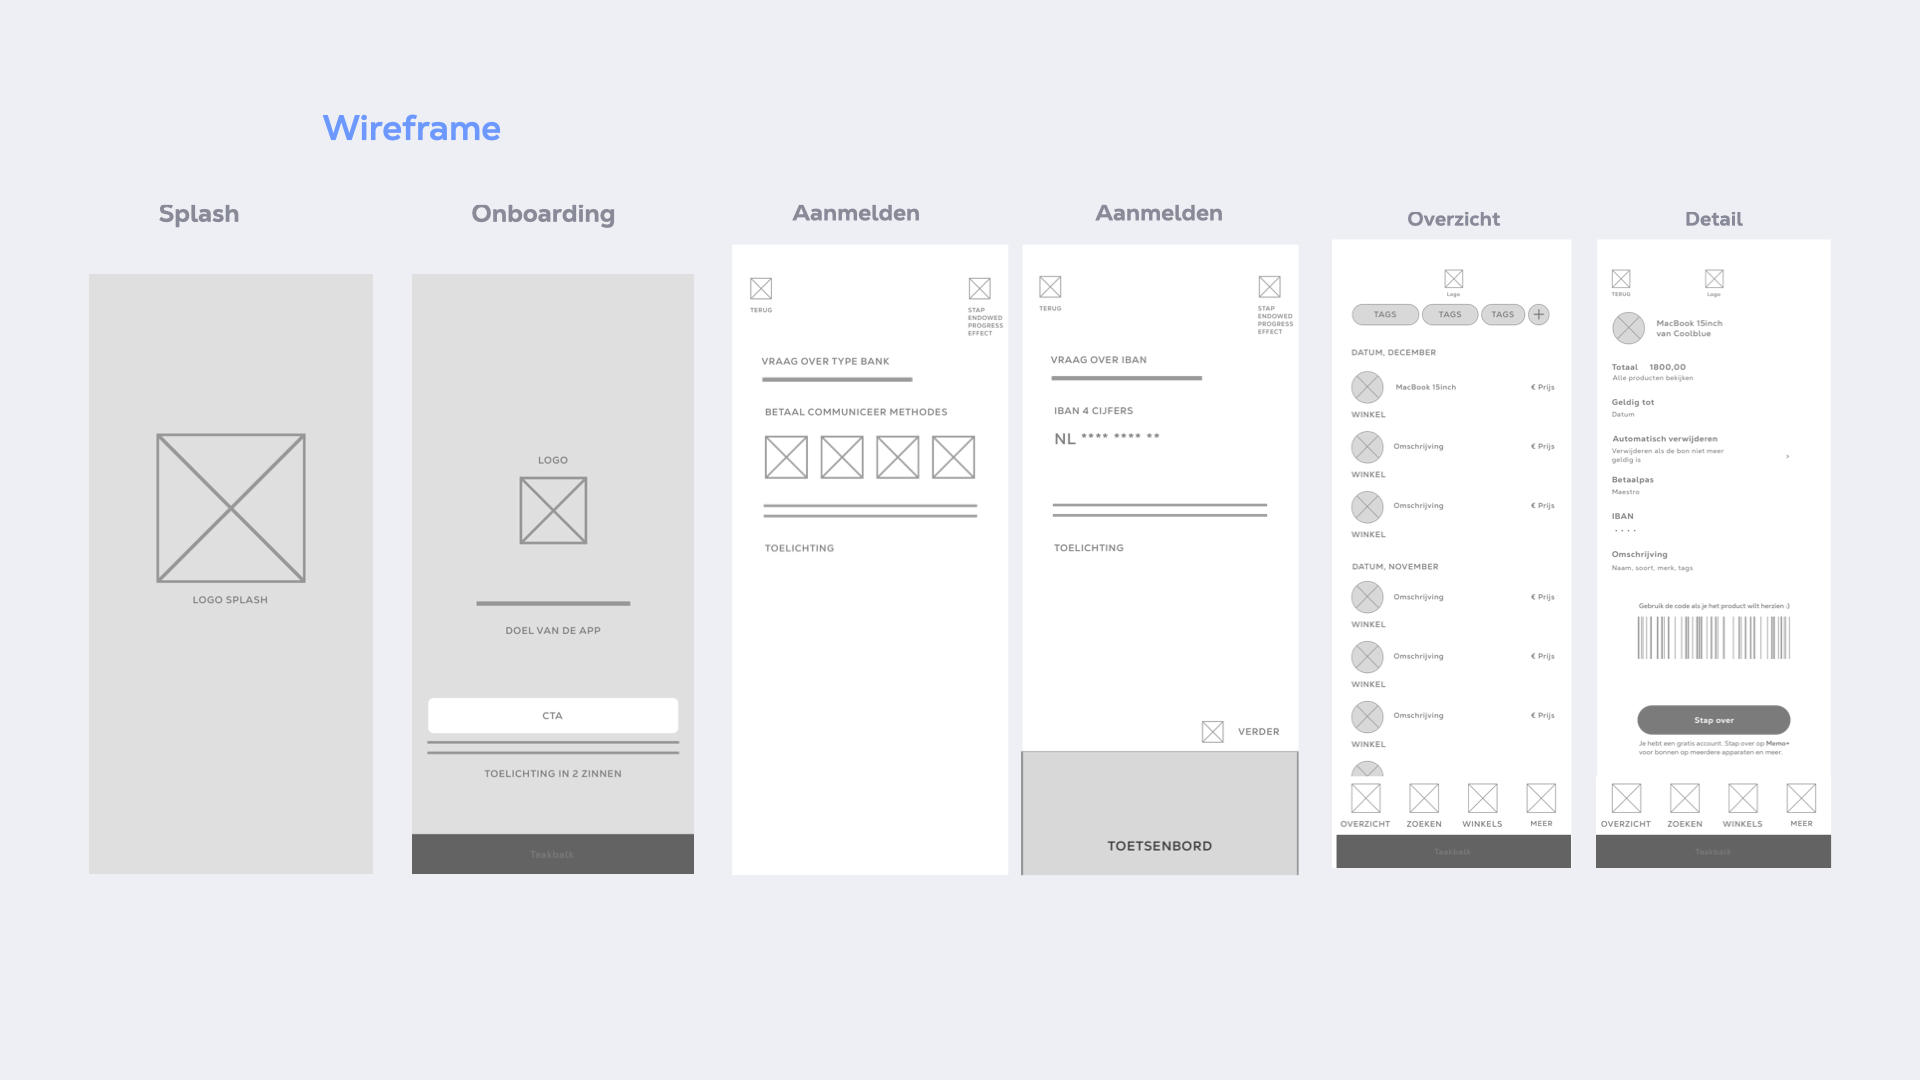 Wireframe
Splash
LOGO SPLASH
Onboarding
LOGO
DOEL VAN DE APP
CTA
TOELICHTING IN 2 ZINNEN
Taakbalk
Aanmelden
TERUG
STAP
ENDOWED
PROGRESS
EFFECT
VRAAG OVER TYPE BANK
BETAAL COMMUNICEER METHODES
TOELICHTING
Aanmelden
TERUG
STAP
ENDOWED
PROGRESS
EFFECT
VRAAG OVER IBAN
IBAN 4 CIJFERS
NL **** **** **
TOELICHTING
VERDER
TOETSENBORD
Overzicht
Logo
TAGS TAGS TAGS +
DATUM, DECEMBER
MacBook 15inch € Prijs
WINKEL
Omschrijving € Prijs
WINKEL
Omschrijving € Prijs
WINKEL
DATUM, NOVEMBER
Omschrijving € Prijs
WINKEL
Omschrijving € Prijs
WINKEL
Omschrijving € Prijs
WINKEL
OVERZICHT ZOEKEN WINKELS MEER
Taakbalk
Detail
TERUG Logo
MacBook 15inch
van Coolblue
Totaal 1800,00
Alle producten bekijken
Geldig tot
Datum
Automatisch verwijderen
Verwijderen als de bon niet meer
geldig is >
Betaalpas
Maestro
IBAN
· · · ·
Omschrijving
Naam, soort, merk, tags
Gebruik de code als je het product wilt herzien :)
Stap over
Je hebt een gratis account. Stap over op Memo+
voor bonnen op meerdere apparaten en meer.
OVERZICHT ZOEKEN WINKELS MEER
Taakbalk